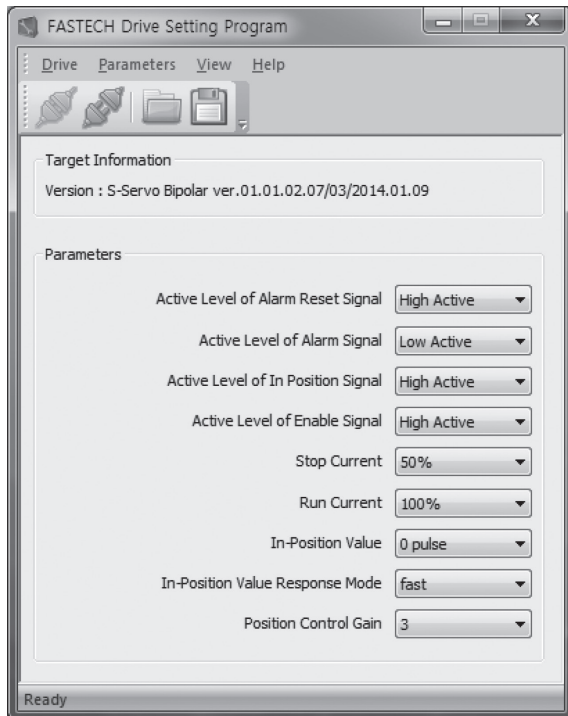 FASTECH Drive Setting Program
Drive Parameters View Help
Target Information
Version : S-Servo Bipolar ver.01.01.02.07/03/2014.01.09
Parameters
Active Level of Alarm Reset Signal High Active
Active Level of Alarm Signal Low Active
Active Level of In Position Signal High Active
Active Level of Enable Signal High Active
Stop Current 50%
Run Current 100%
In-Position Value 0 pulse
In-Position Value Response Mode fast
Position Control Gain 3
Ready